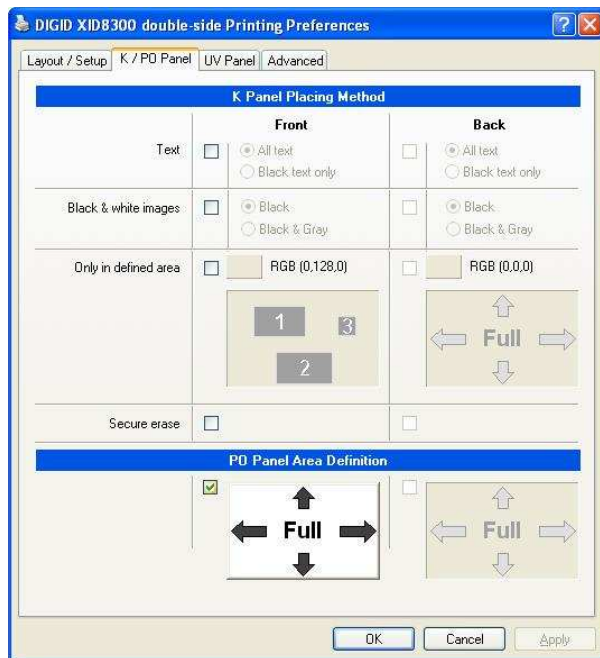 DIGID XID8300 double-side Printing Preferences
Layout / Setup K / PO Panel UV Panel Advanced
K Panel Placing Method
Front Back
Text All text All text
Black text only Black text only
Black & white images Black Black
Black & Gray Black & Gray
Only in defined area RGB (0,128,0) RGB (0,0,0)
1 3
2
Full
Secure erase
PO Panel Area Definition
Full Full
OK Cancel Apply